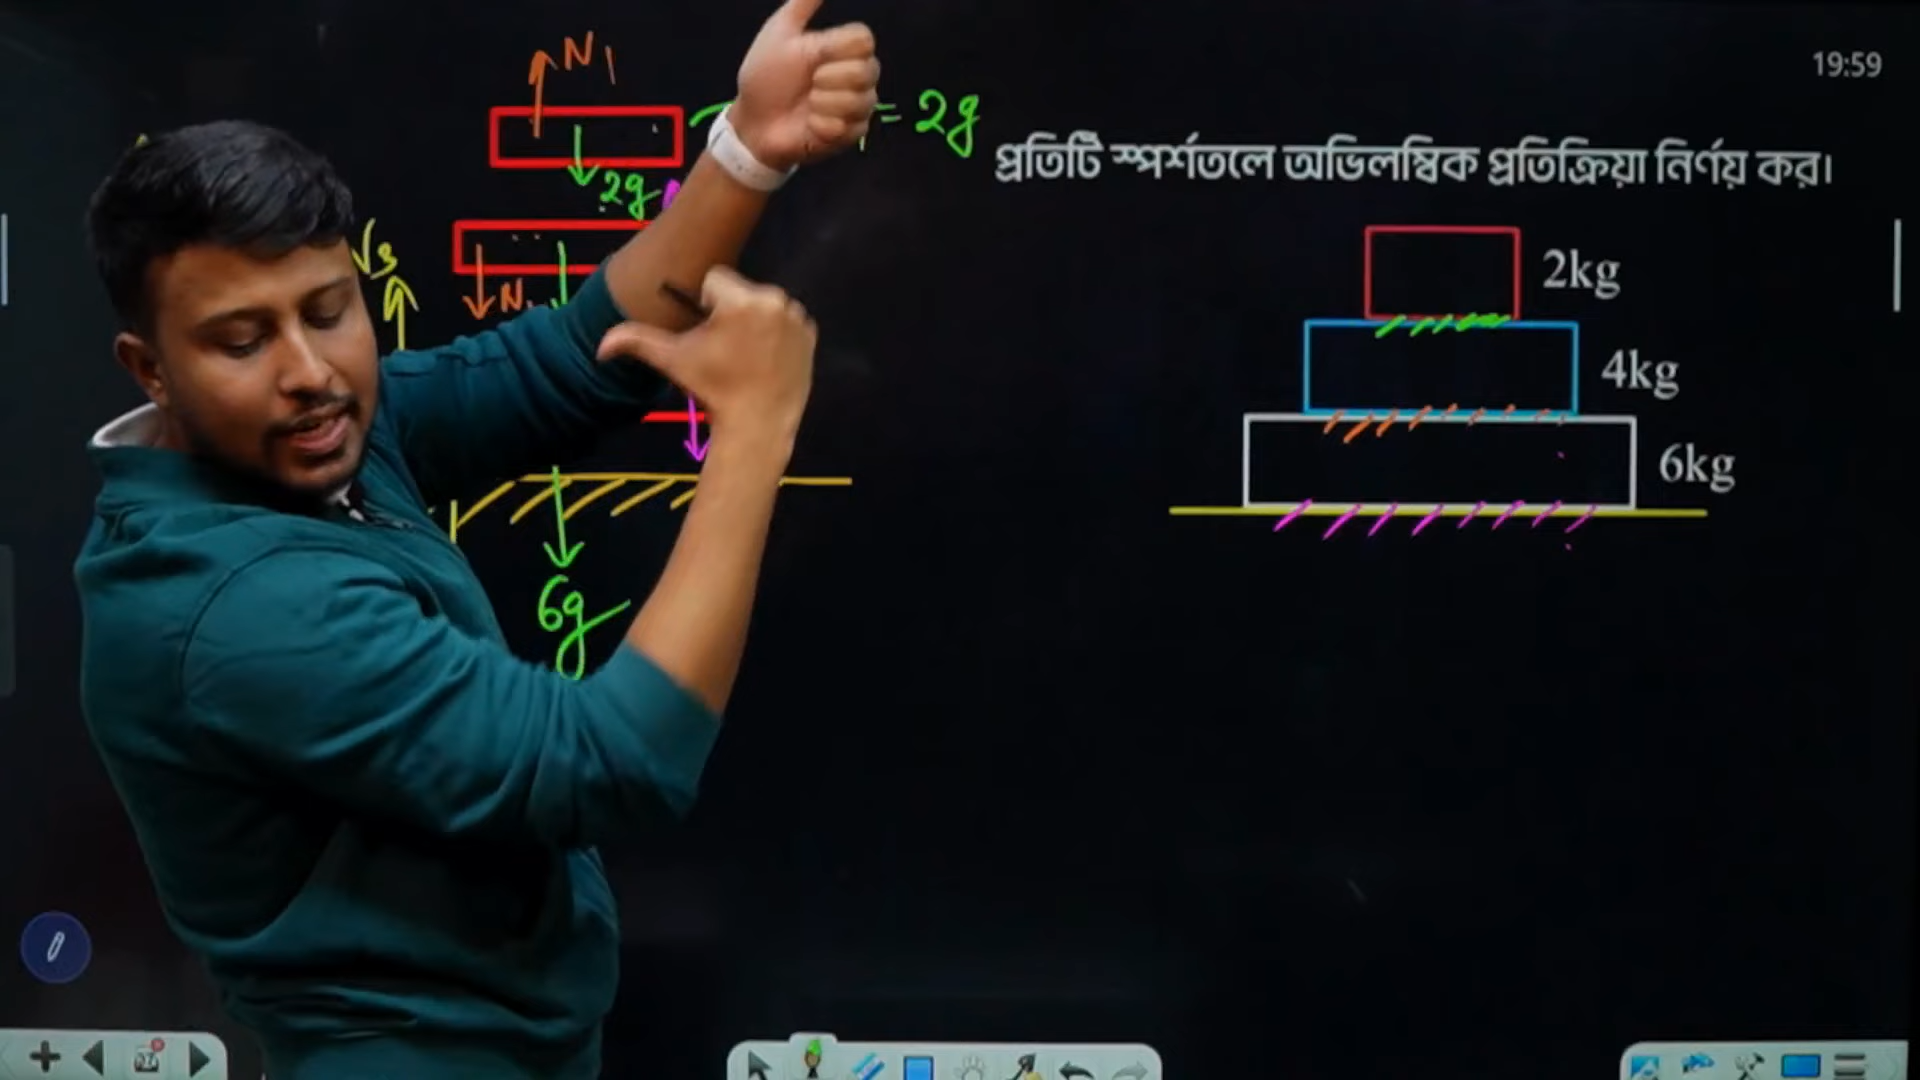 19:59
N1
= 2g
প্রতিটি স্পর্শতলে অভিলম্বিক প্রতিক্রিয়া নির্ণয় কর।
2g
2kg
4kg
6kg
6g